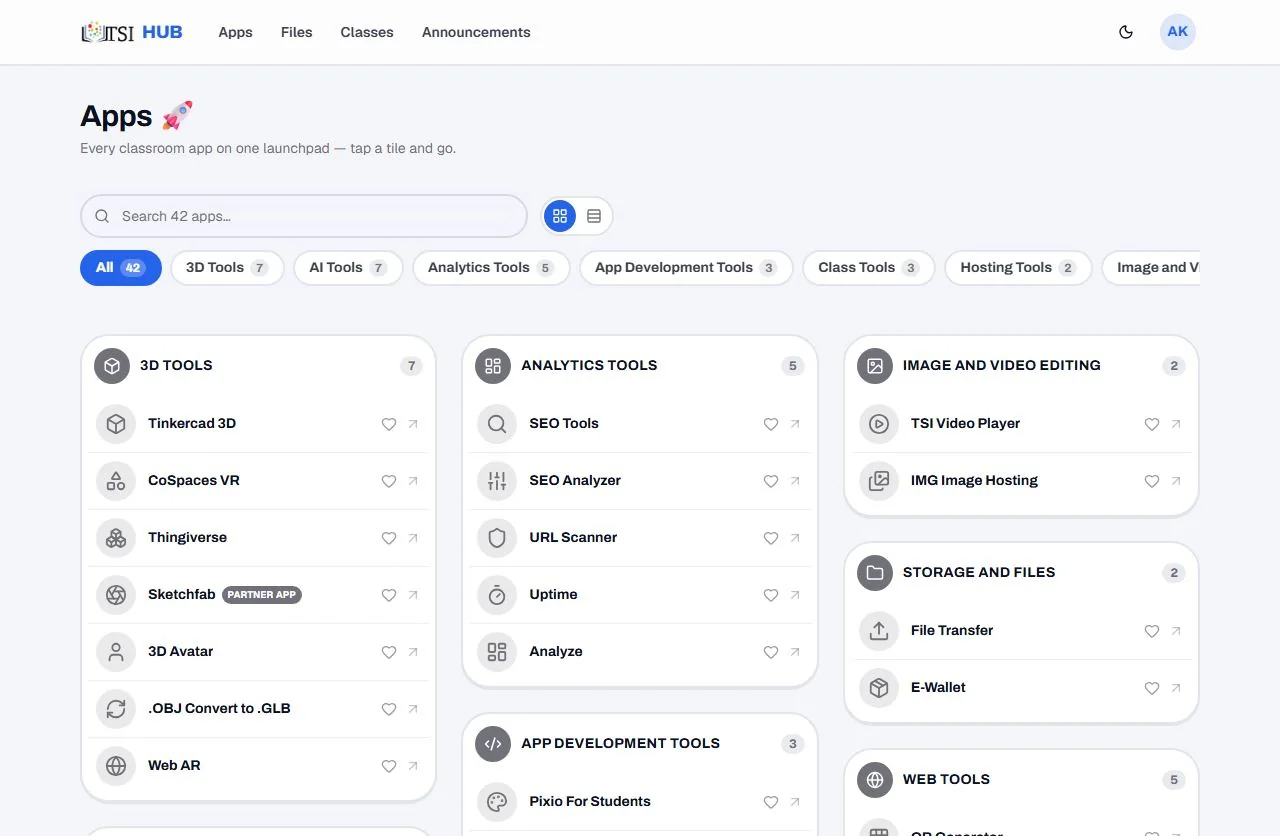 TSI HUB
Apps
Files
Classes
Announcements
AK
Apps 🚀
Every classroom app on one launchpad — tap a tile and go.
Search 42 apps...
All 42
3D Tools 7
AI Tools 7
Analytics Tools 5
App Development Tools 3
Class Tools 3
Hosting Tools 2
Image and Vi
3D TOOLS 7
Tinkercad 3D
CoSpaces VR
Thingiverse
Sketchfab PARTNER APP
3D Avatar
.OBJ Convert to .GLB
Web AR
ANALYTICS TOOLS 5
SEO Tools
SEO Analyzer
URL Scanner
Uptime
Analyze
APP DEVELOPMENT TOOLS 3
Pixio For Students
IMAGE AND VIDEO EDITING 2
TSI Video Player
IMG Image Hosting
STORAGE AND FILES 2
File Transfer
E-Wallet
WEB TOOLS 5
QR Generator